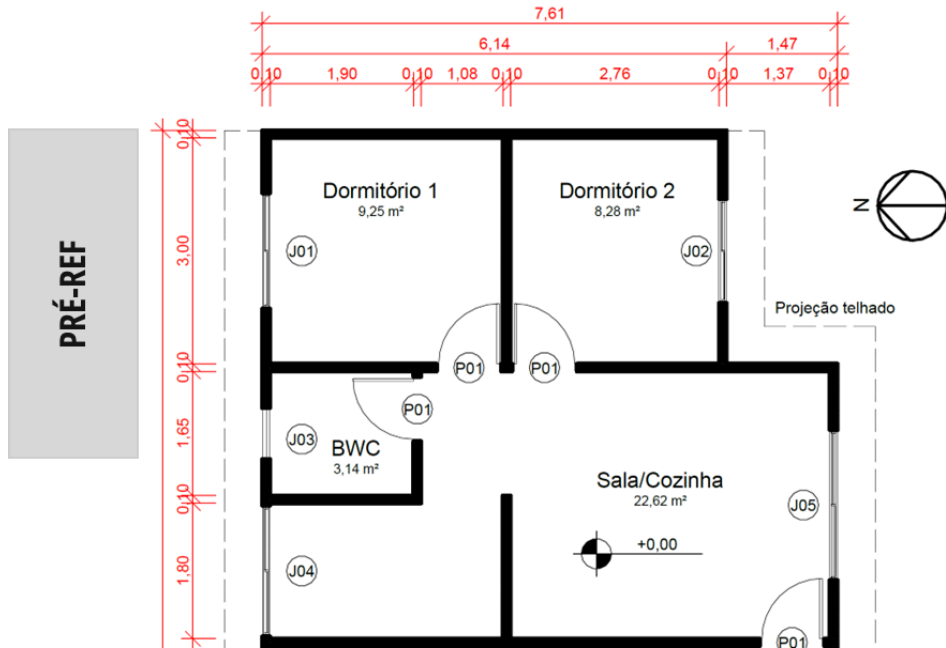 7,61
6,14
1,47
0,10
1,90
0,10
1,08
0,10
2,76
0,10
1,37
0,10
PRÉ-REF
0,10
3,00
0,10
1,65
0,10
1,80
Dormitório 1
9,25 m²
Dormitório 2
8,28 m²
N
J01
J02
Projeção telhado
P01
P01
P01
J03
BWC
3,14 m²
Sala/Cozinha
22,62 m²
J05
+0,00
J04
P01